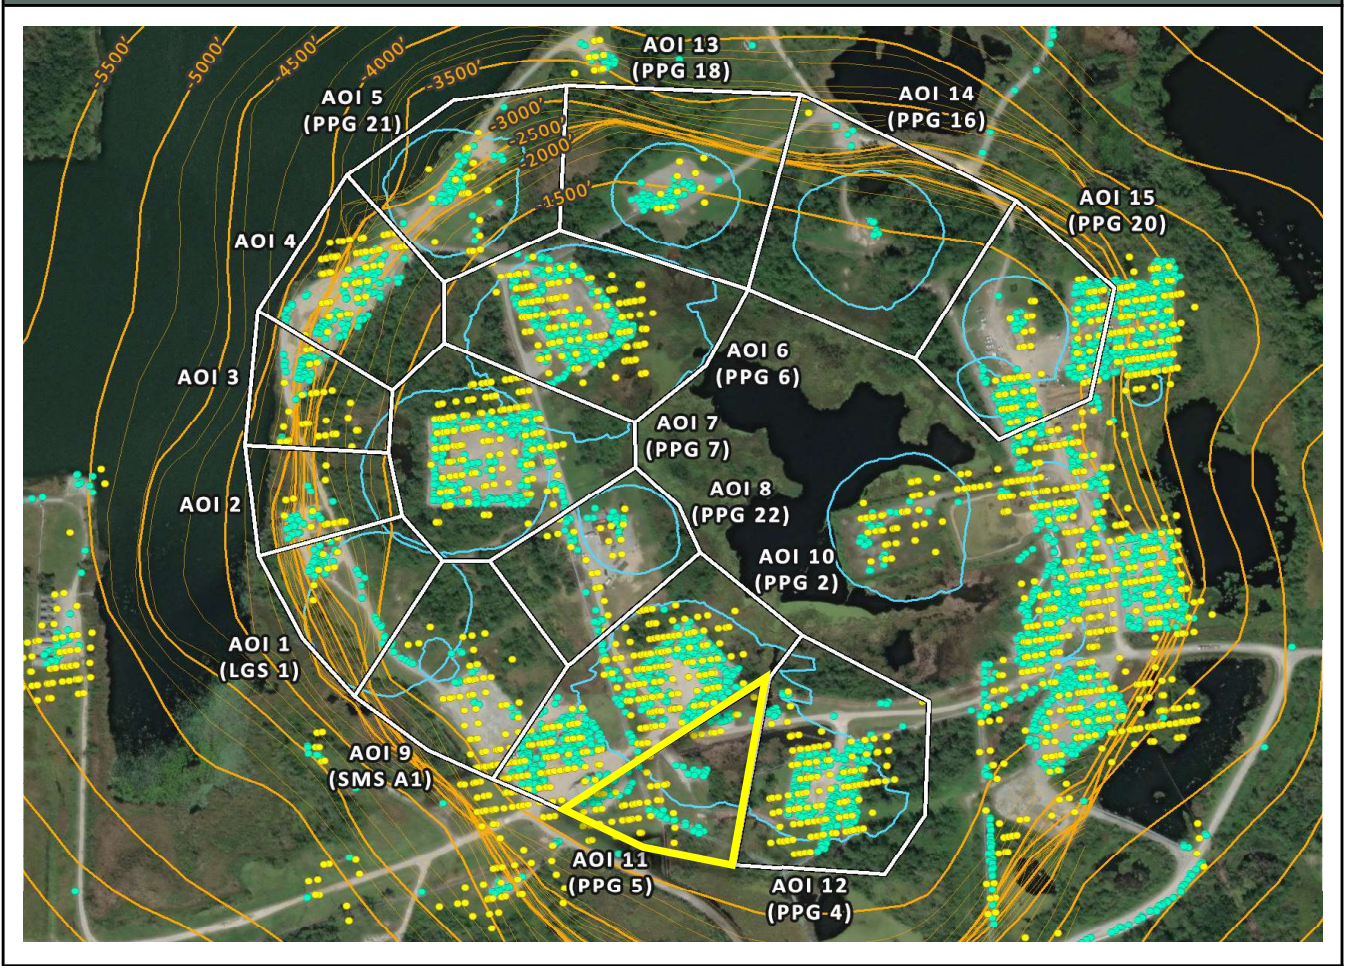 -5500'
-5000'
-4500'
-4000'
-3500'
-3000'
-2500'
-2000'
-1500'
AOI 13
(PPG 18)
AOI 5
(PPG 21)
AOI 14
(PPG 16)
AOI 15
(PPG 20)
AOI 4
AOI 3
AOI 6
(PPG 6)
AOI 7
(PPG 7)
AOI 2
AOI 8
(PPG 22)
AOI 10
(PPG 2)
AOI 1
(LGS 1)
AOI 9
(SMS A1)
AOI 11
(PPG 5)
AOI 12
(PPG 4)